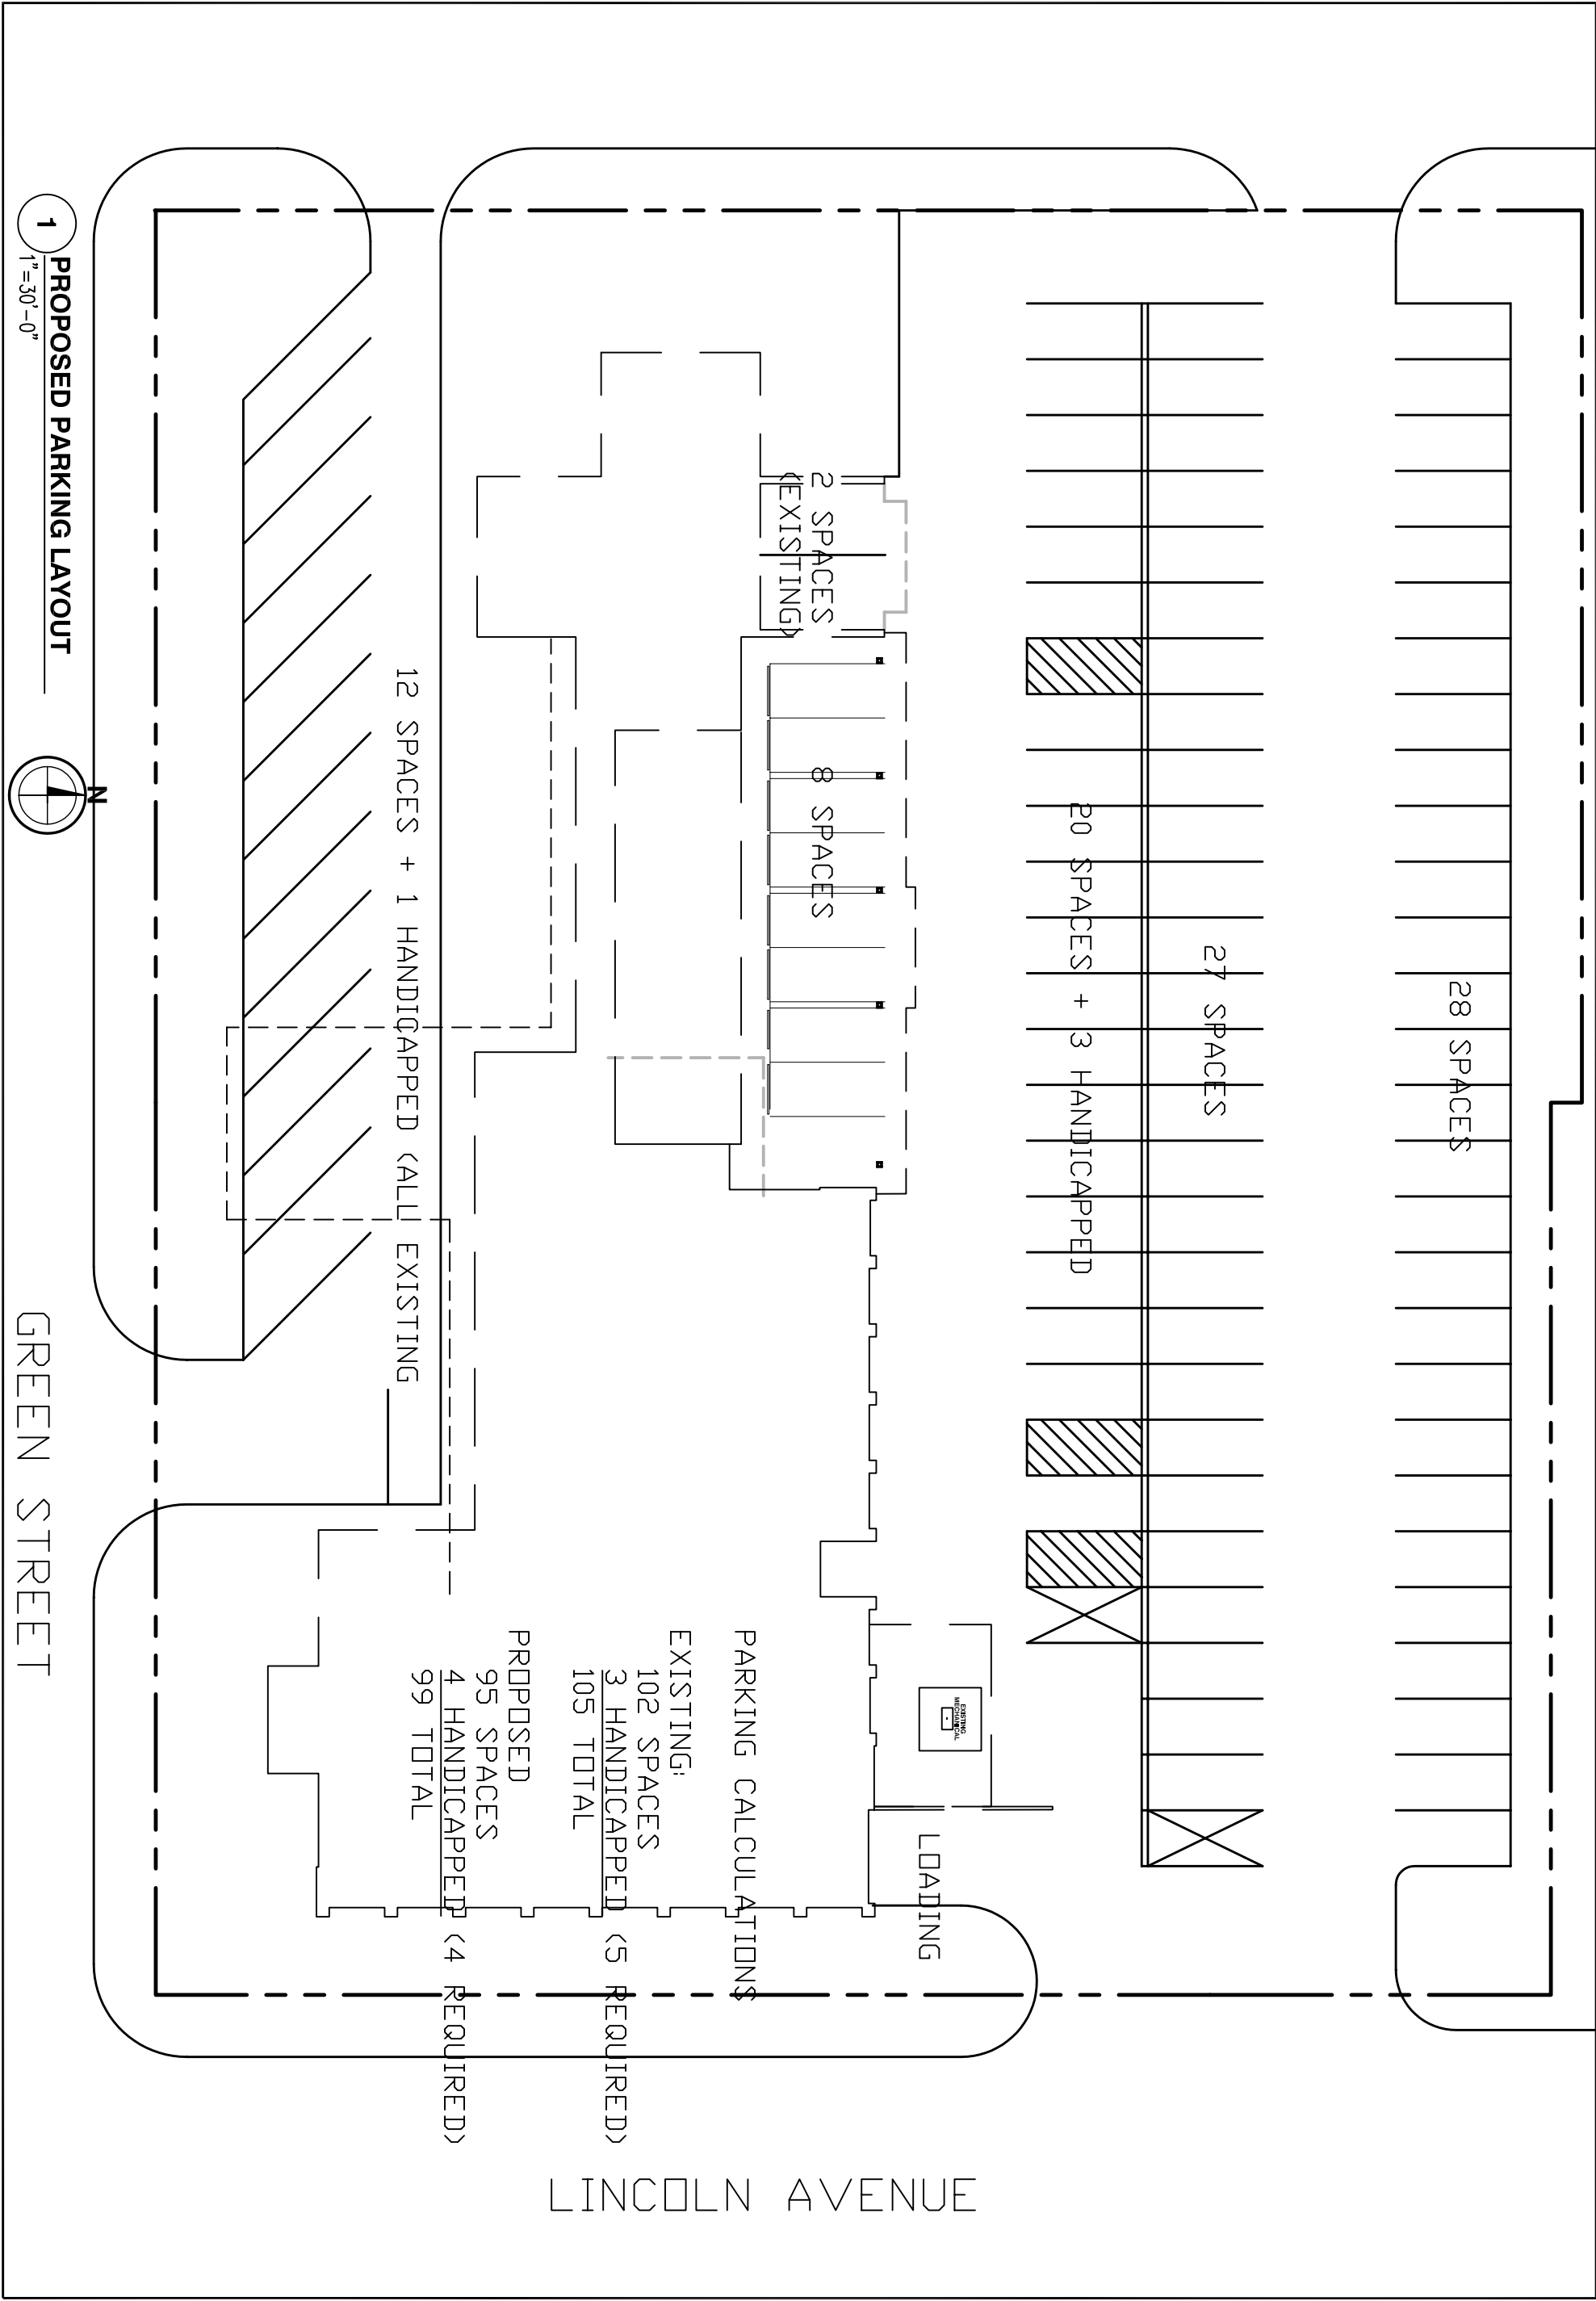 28 SPACES
27 SPACES
20 SPACES + 3 HANDICAPPED
2 SPACES
(EXISTING)
8 SPACES
LOADING
EXISTING
MECHANICAL
PARKING CALCULATIONS
EXISTING:
102 SPACES
3 HANDICAPPED (5 REQUIRED)
105 TOTAL
PROPOSED
95 SPACES
4 HANDICAPPED (4 REQUIRED)
99 TOTAL
12 SPACES + 1 HANDICAPPED (ALL EXISTING
LINCOLN AVENUE
GREEN STREET
N
1
PROPOSED PARKING LAYOUT
1"=30'-0"